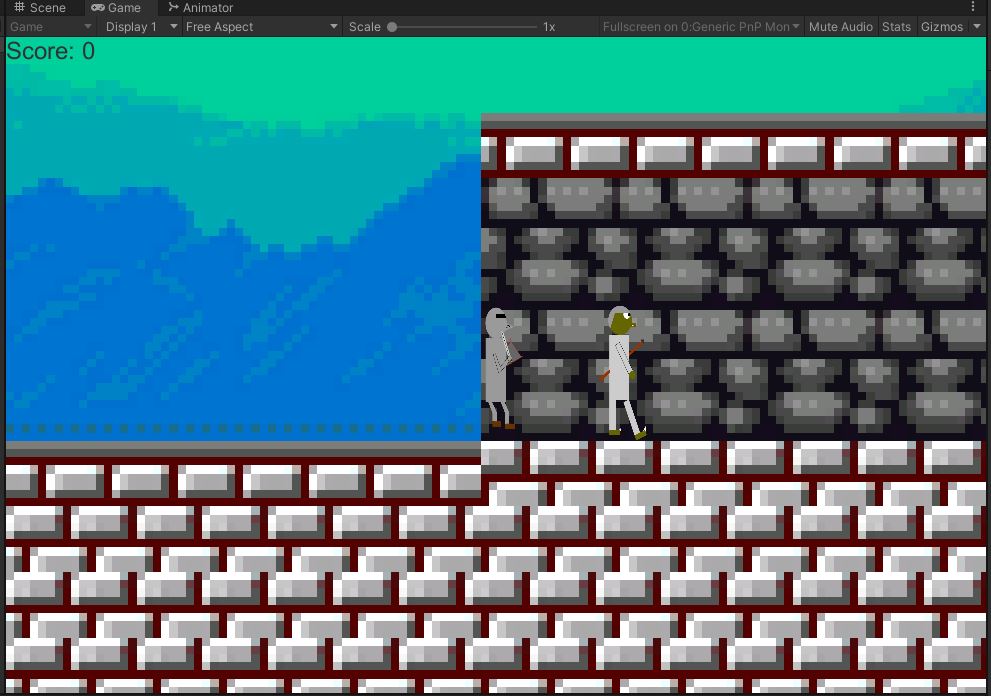 Scene Game Animator
Game Display 1 Free Aspect Scale 1x Fullscreen on 0:Generic PnP Mon Mute Audio Stats Gizmos
Score: 0